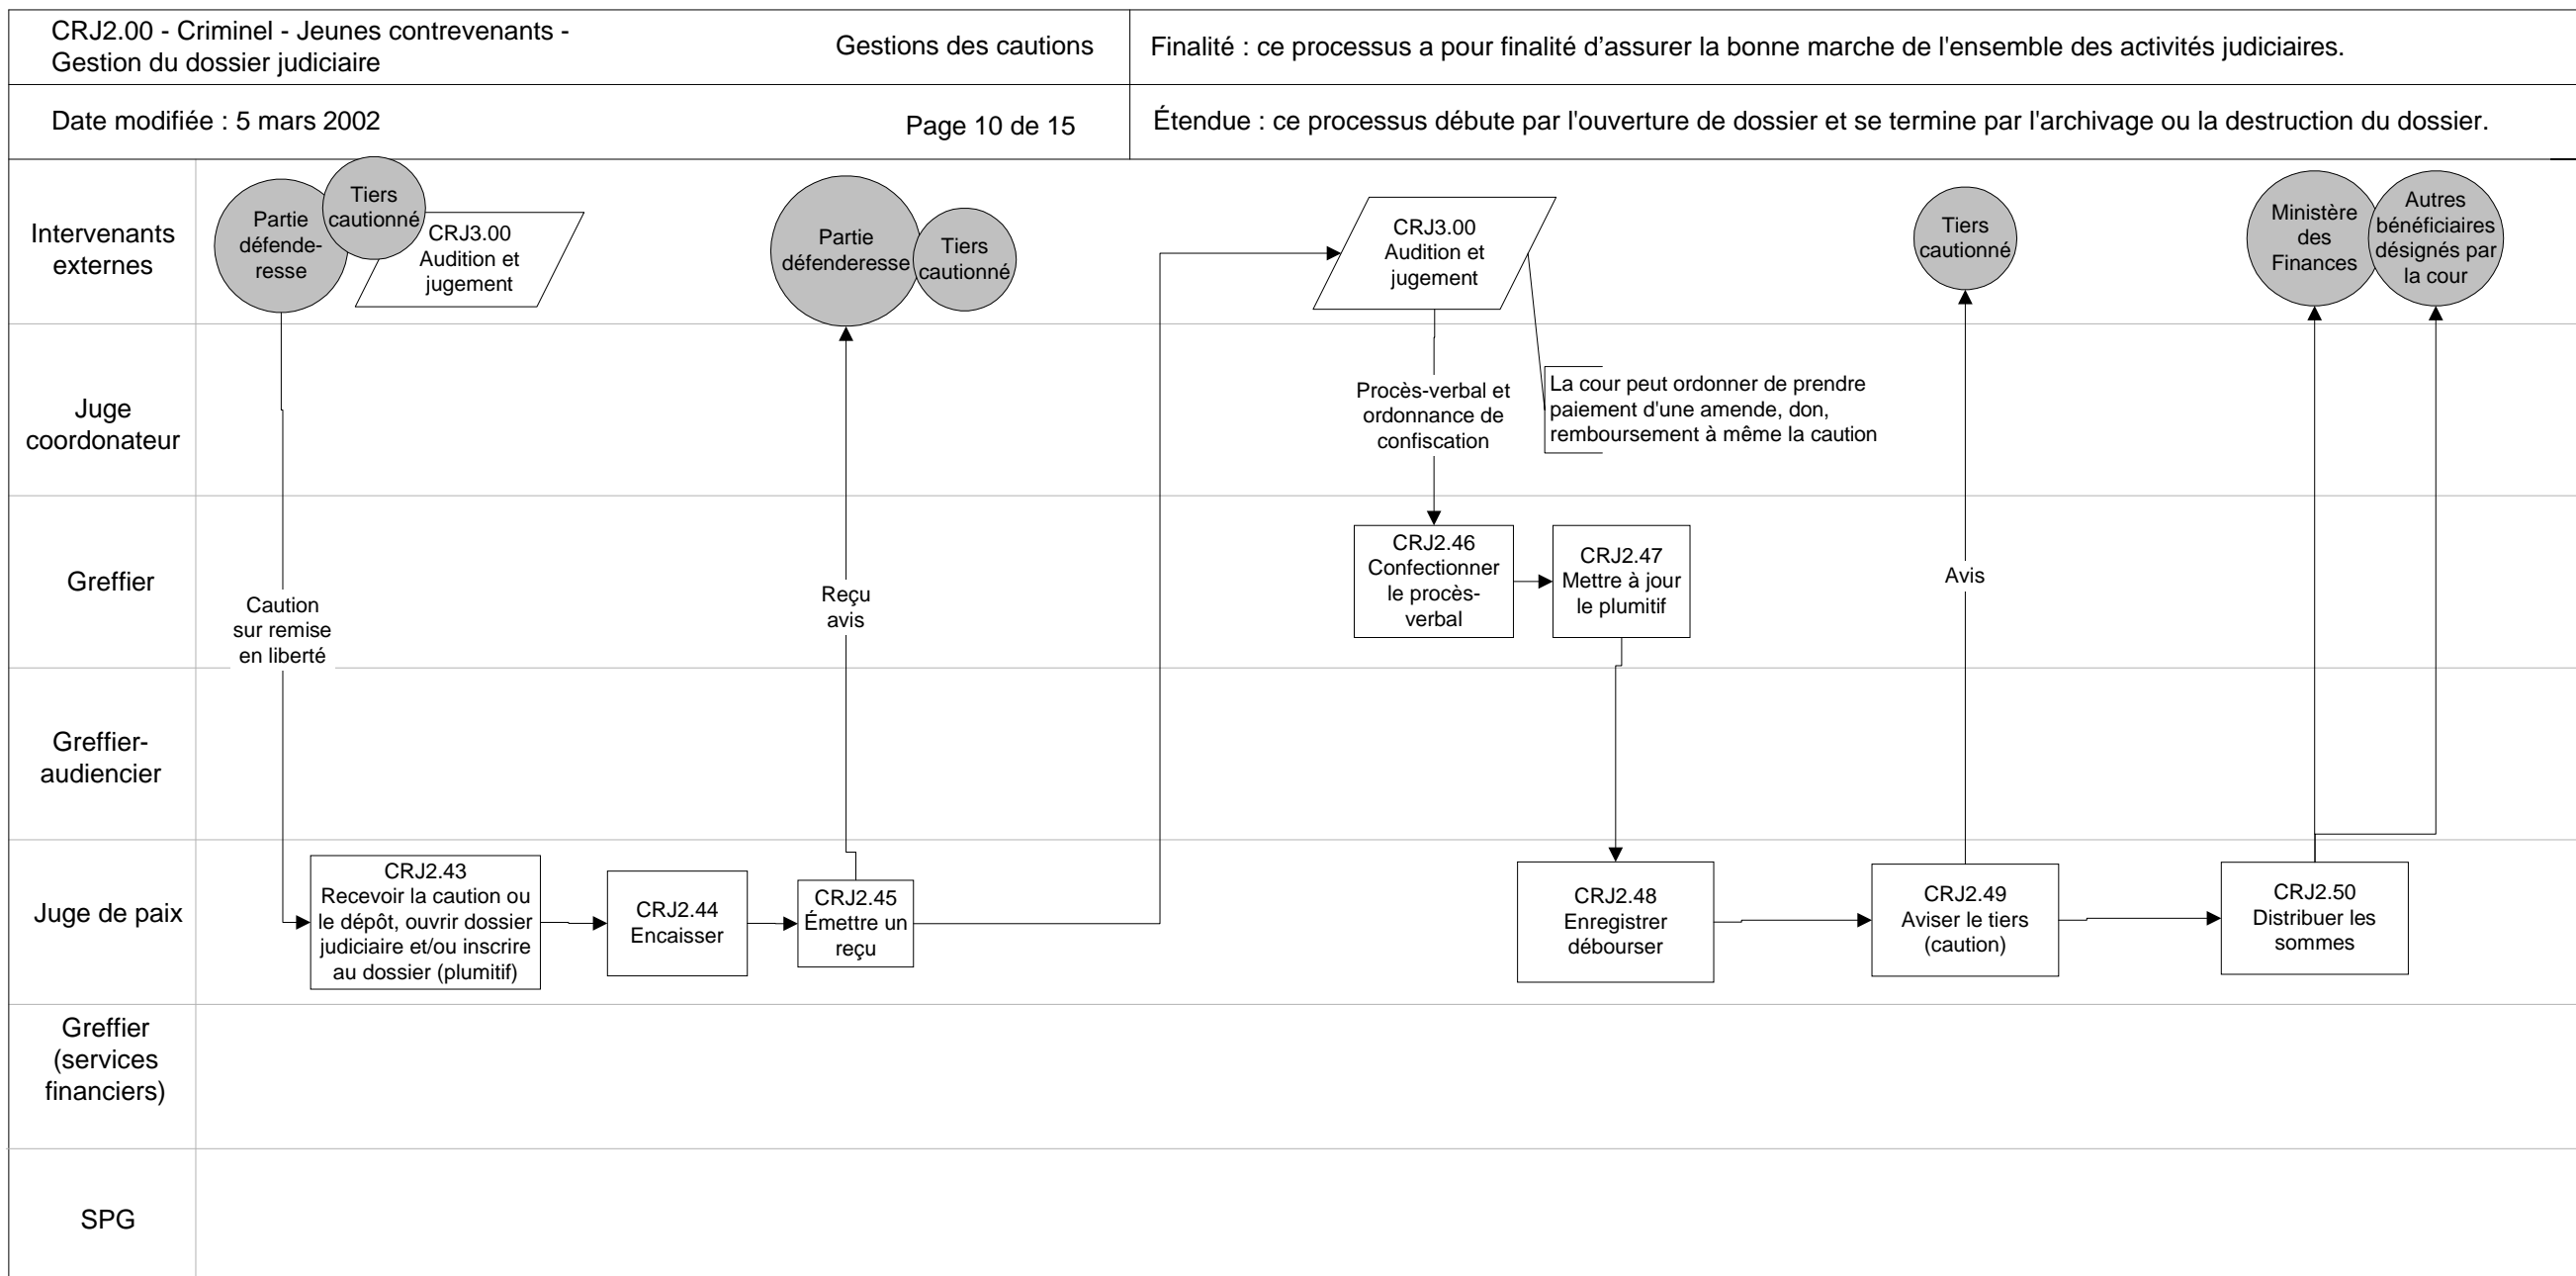 CRJ2.00 - Criminel - Jeunes contrevenants -
Gestion du dossier judiciaire
Gestions des cautions
Finalité : ce processus a pour finalité d'assurer la bonne marche de l'ensemble des activités judiciaires.
Date modifiée : 5 mars 2002
Page 10 de 15
Étendue : ce processus débute par l'ouverture de dossier et se termine par l'archivage ou la destruction du dossier.
Intervenants
externes
Partie
défende-
resse
Tiers
cautionné
CRJ3.00
Audition et
jugement
Partie
défenderesse
Tiers
cautionné
CRJ3.00
Audition et
jugement
Tiers
cautionné
Ministère
des
Finances
Autres
bénéficiaires
désignés par
la cour
Juge
coordonateur
Procès-verbal et
ordonnance de
confiscation
La cour peut ordonner de prendre
paiement d'une amende, don,
remboursement à même la caution
Greffier
Caution
sur remise
en liberté
Reçu
avis
CRJ2.46
Confectionner
le procès-
verbal
CRJ2.47
Mettre à jour
le plumitif
Avis
Greffier-
audiencier
Juge de paix
CRJ2.43
Recevoir la caution ou
le dépôt, ouvrir dossier
judiciaire et/ou inscrire
au dossier (plumitif)
CRJ2.44
Encaisser
CRJ2.45
Émettre un
reçu
CRJ2.48
Enregistrer
débourser
CRJ2.49
Aviser le tiers
(caution)
CRJ2.50
Distribuer les
sommes
Greffier
(services
financiers)
SPG